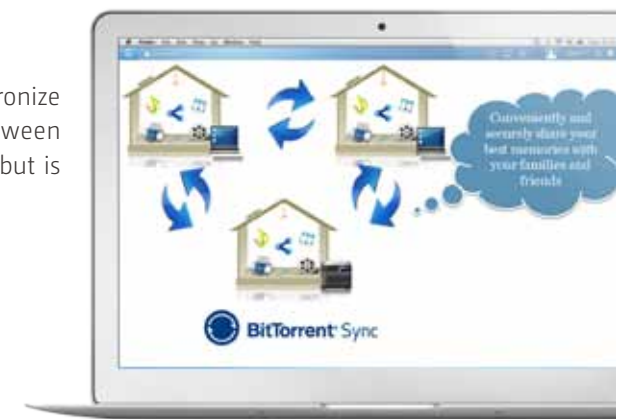 ronize
ween
but is
Conveniently and
securely share your
best memories with
your families and
friends
BitTorrent Sync